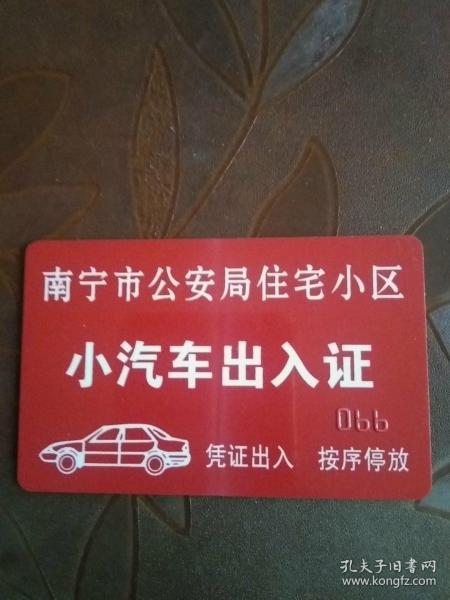 南宁市公安局住宅小区
小汽车出入证
066
凭证出入 按序停放
孔夫子旧书网
www.kongfz.com